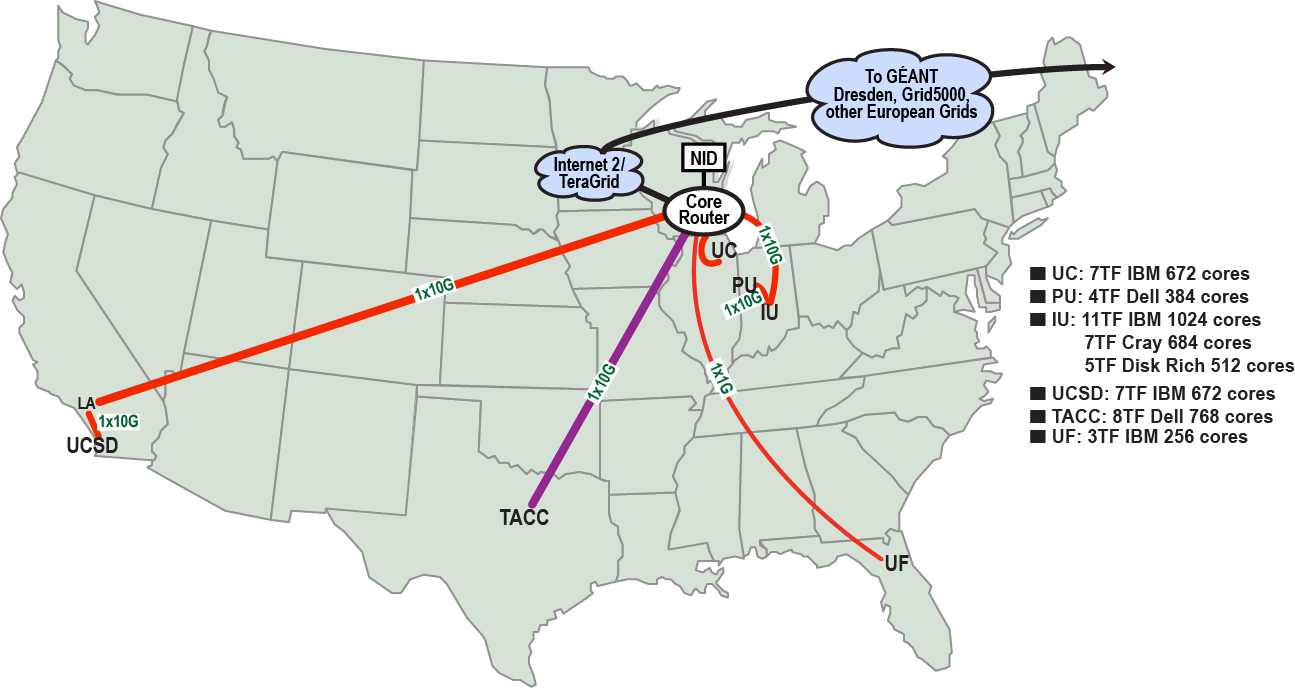 To GÉANT
Dresden, Grid5000,
other European Grids
NID
Internet 2/
TeraGrid
Core
Router
1x10G
UC
PU
1x10G
IU
1x10G
1x10G
1x1G
LA
1x10G
UCSD
TACC
UF
UC: 7TF IBM 672 cores
PU: 4TF Dell 384 cores
IU: 11TF IBM 1024 cores
7TF Cray 684 cores
5TF Disk Rich 512 cores
UCSD: 7TF IBM 672 cores
TACC: 8TF Dell 768 cores
UF: 3TF IBM 256 cores